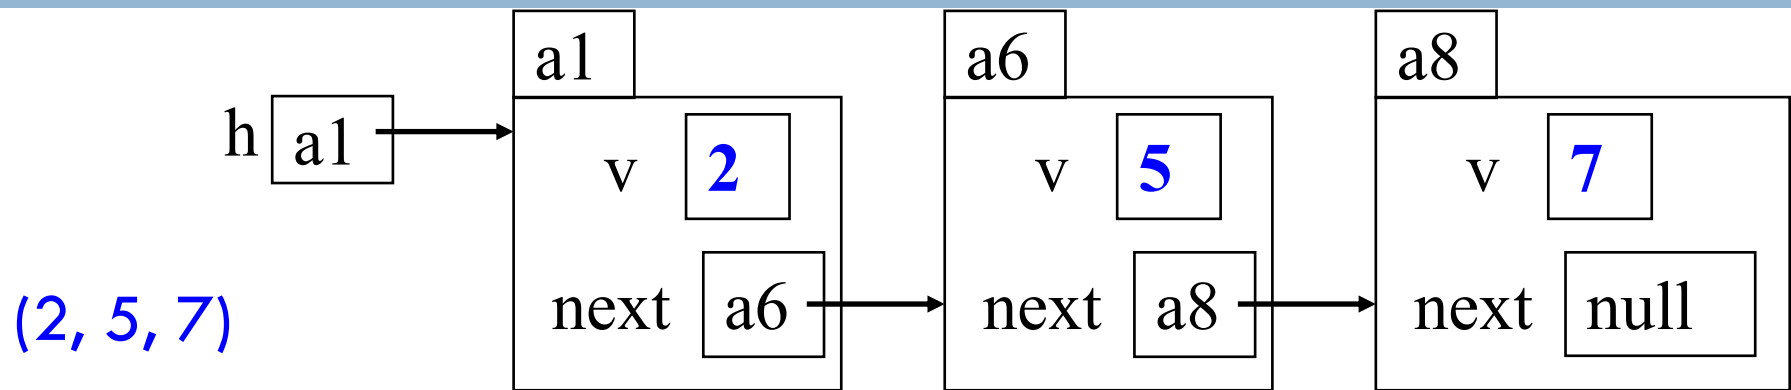 a1 a6 a8
h a1
v 2 v 5 v 7
(2, 5, 7) next a6 next a8 next null